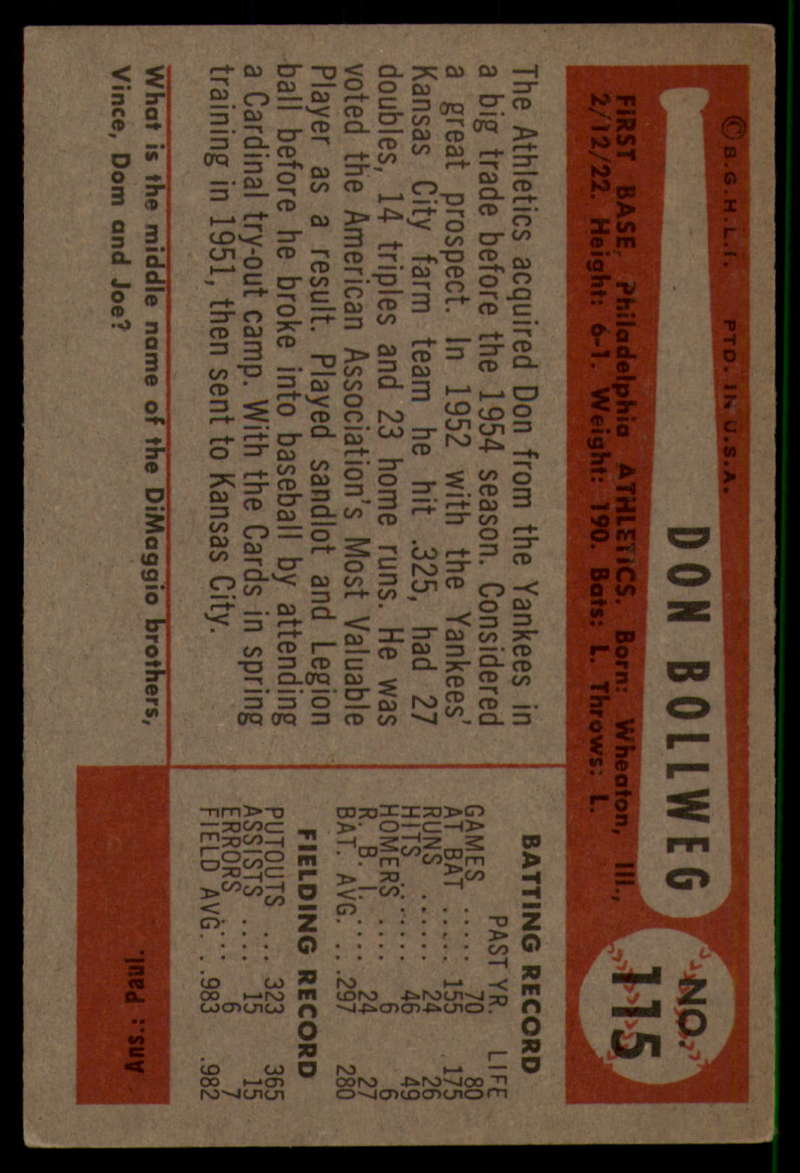 © B.G.H.L.I. PTD. IN U.S.A.
DON BOLLWEG
NO.
115
FIRST BASE, Philadelphia ATHLETICS. Born: Wheaton, Ill.,
2/12/22. Height: 6-1. Weight: 190. Bats: L. Throws: L.
The Athletics acquired Don from the Yankees in
a big trade before the 1954 season. Considered
a great prospect. In 1952 with the Yankees'
Kansas City farm team he hit .325, had 27
doubles, 14 triples and 23 home runs. He was
voted the American Association's Most Valuable
Player as a result. Played sandlot and Legion
ball before he broke into baseball by attending
a Cardinal try-out camp. With the Cards in spring
training in 1951, then sent to Kansas City.
BATTING RECORD
PAST YR. LIFE
GAMES ..... 70 80
AT BAT ..... 155 175
RUNS ...... 24 26
HITS ...... 46 49
HOMERS .... 6 6
R. B. I. .... 24 27
BAT. AVG. ... .297 280
FIELDING RECORD
PUTOUTS ... 323 365
ASSISTS .... 15 15
ERRORS .... 6 7
FIELD AVG. . .983 .982
What is the middle name of the DiMaggio brothers,
Vince, Dom and Joe?
Ans.: Paul.